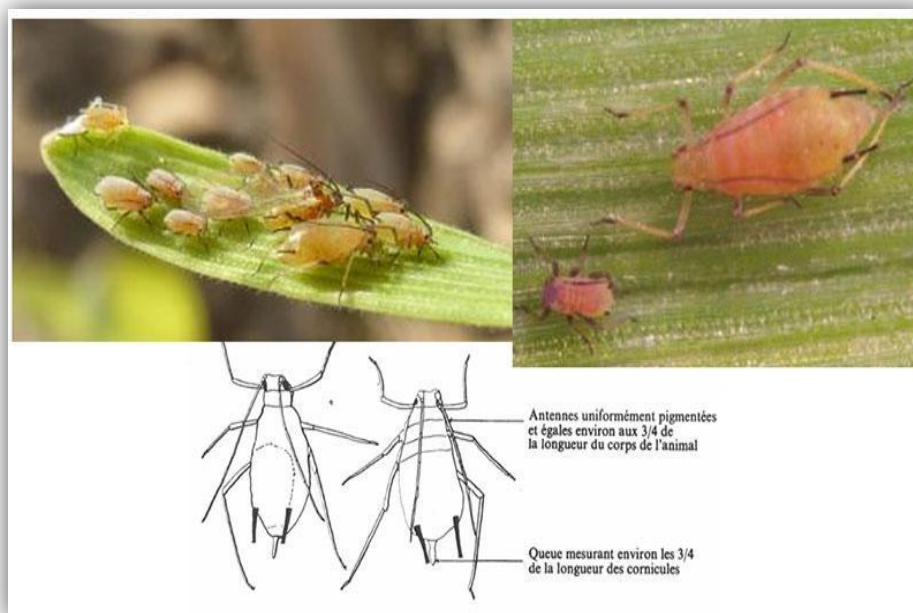 Antennes uniformément pigmentées
et égales environ aux 3/4 de
la longueur du corps de l'animal
Queue mesurant environ les 3/4
de la longueur des cornicules